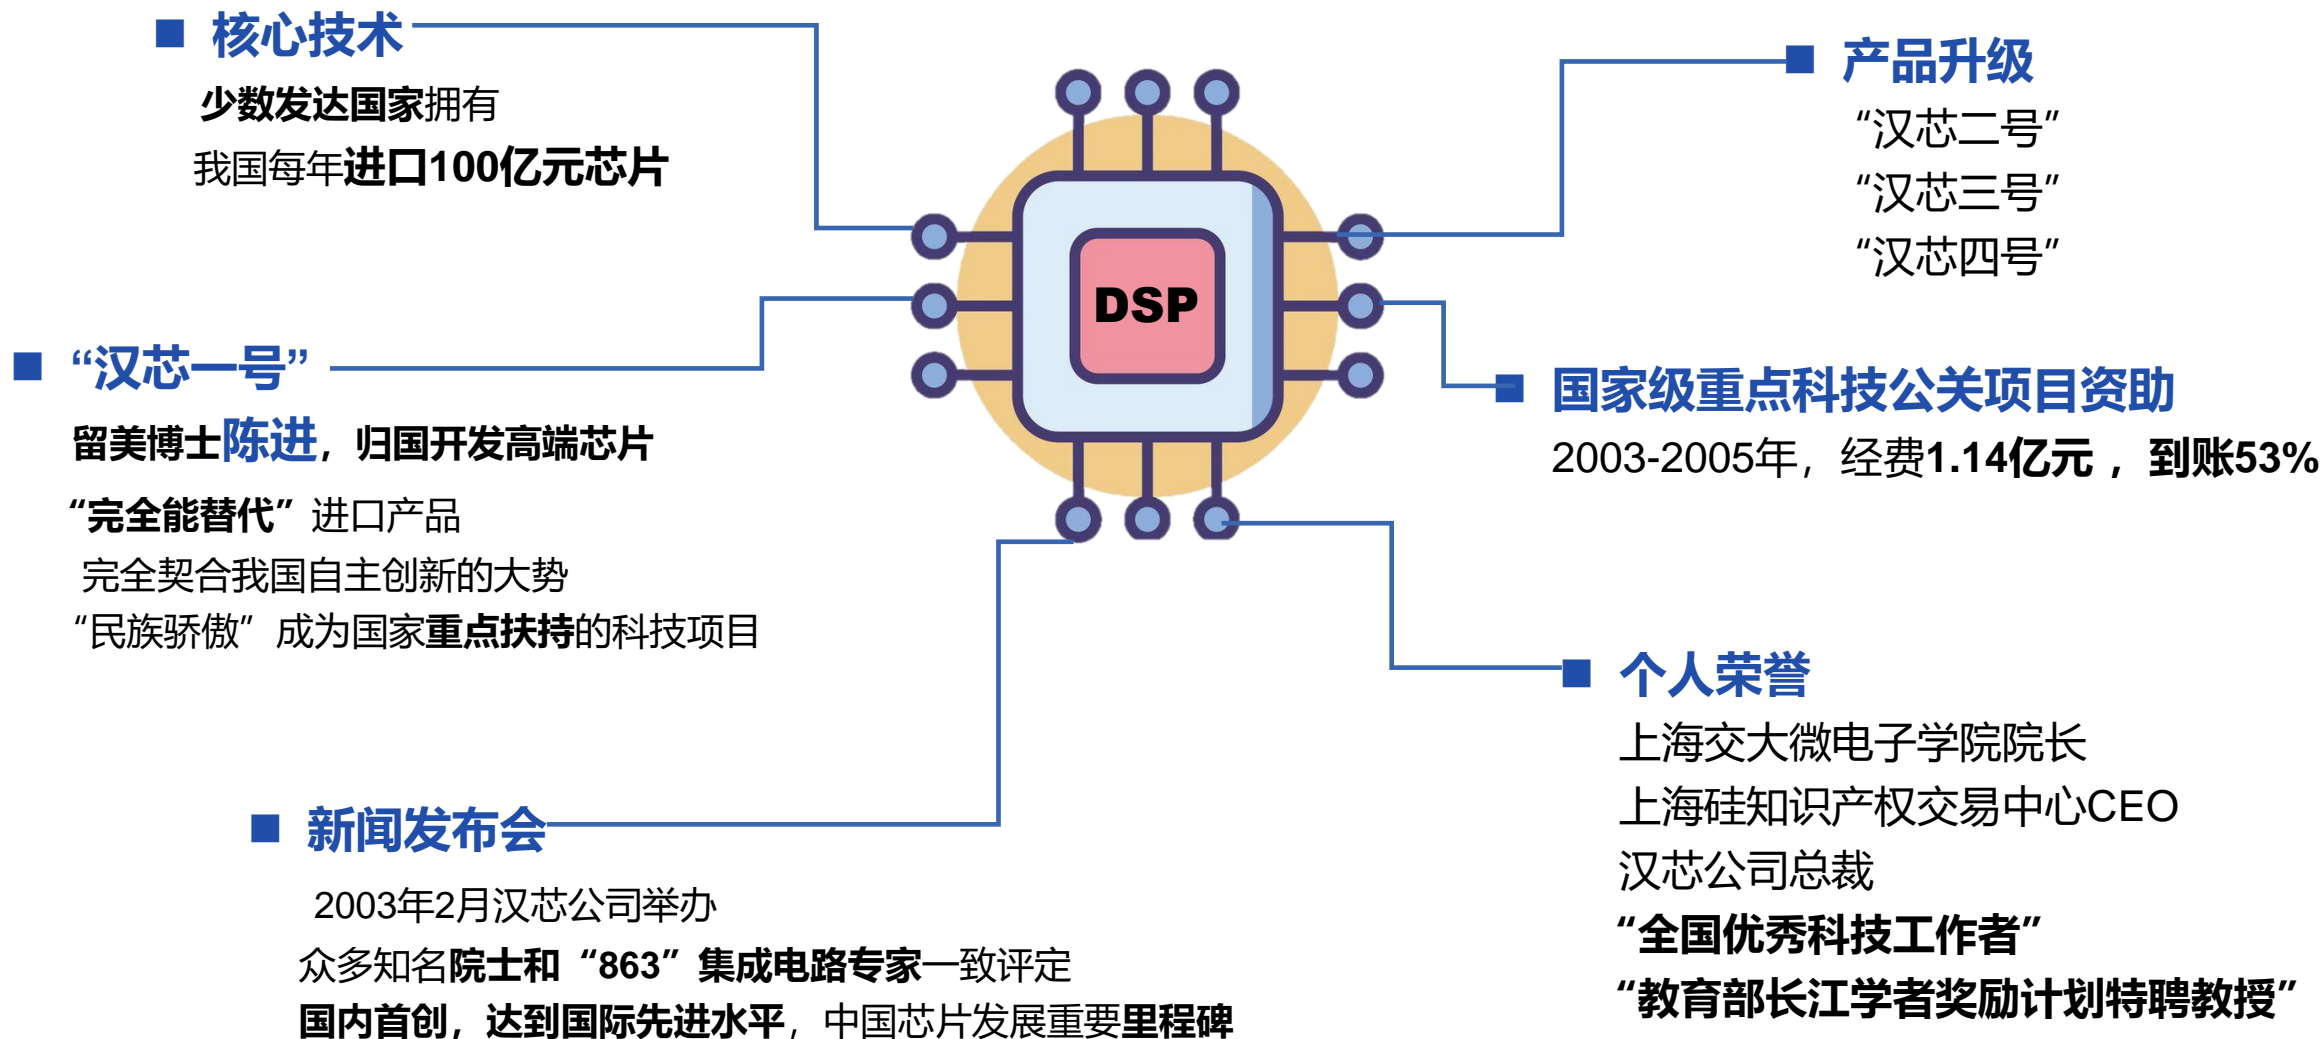 核心技术
少数发达国家拥有
我国每年进口100亿元芯片
“汉芯一号”
留美博士陈进，归国开发高端芯片
“完全能替代”进口产品
完全契合我国自主创新的大势
“民族骄傲”成为国家重点扶持的科技项目
新闻发布会
2003年2月汉芯公司举办
众多知名院士和“863”集成电路专家一致评定
国内首创，达到国际先进水平，中国芯片发展重要里程碑
DSP
产品升级
“汉芯二号”
“汉芯三号”
“汉芯四号”
国家级重点科技公关项目资助
2003-2005年，经费1.14亿元 ，到账53%
个人荣誉
上海交大微电子学院院长
上海硅知识产权交易中心CEO
汉芯公司总裁
“全国优秀科技工作者”
“教育部长江学者奖励计划特聘教授”